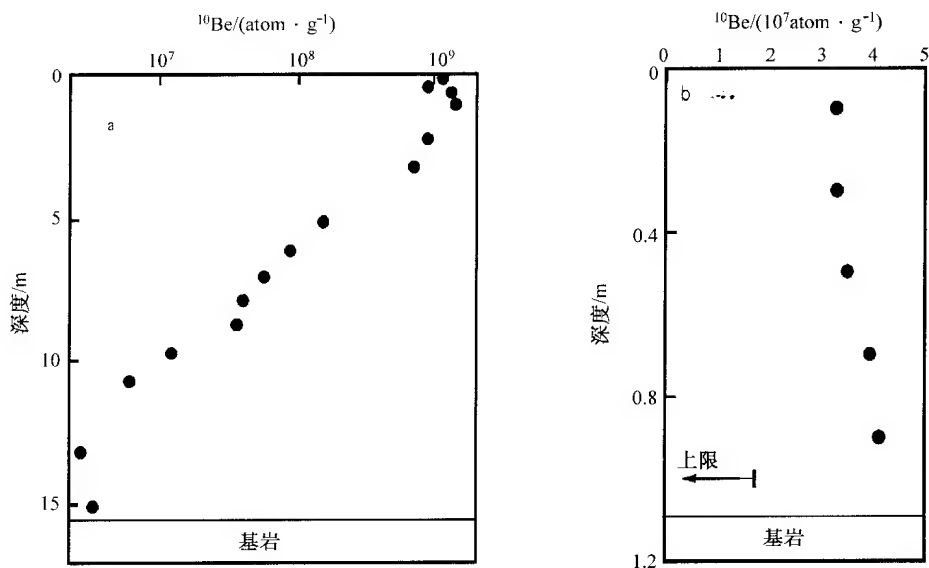 ¹⁰Be/(atom · g⁻¹)
10⁷ 10⁸ 10⁹
0
a
5
10
15
深度/m
基岩
¹⁰Be/(10⁷atom · g⁻¹)
0 1 2 3 4 5
0
b
0.4
0.8
1.2
深度/m
上限
基岩